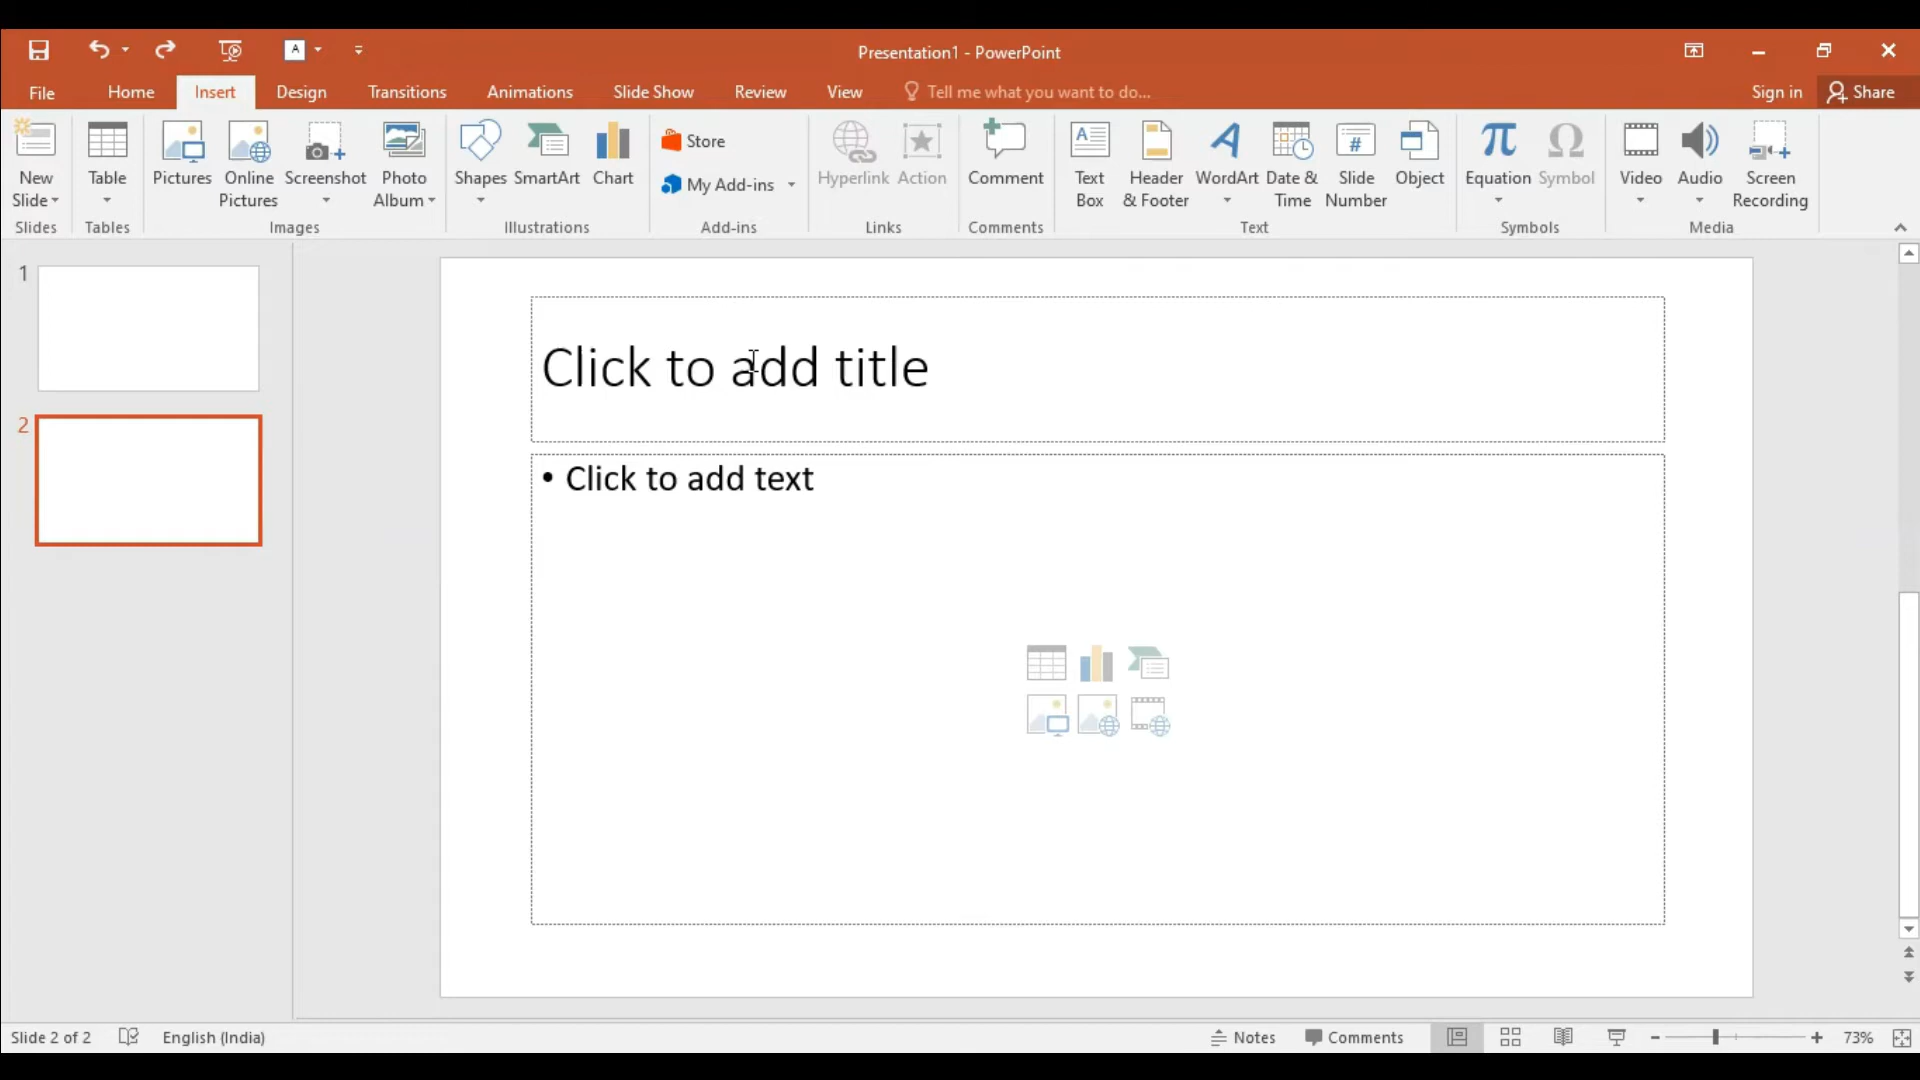 A
Presentation1 - PowerPoint
File Home Insert Design Transitions Animations Slide Show Review View Tell me what you want to do... Sign in Share
New Slide
Table
Pictures
Online Pictures
Screenshot
Photo Album
Shapes
SmartArt
Chart
Store
My Add-ins
Hyperlink
Action
Comment
Text Box
Header & Footer
WordArt
Date & Time
Slide Number
Object
Equation
Symbol
Video
Audio
Screen Recording
Slides Tables Images Illustrations Add-ins Links Comments Text Symbols Media
1
2
Click to add title
• Click to add text
Slide 2 of 2 English (India) Notes Comments 73%